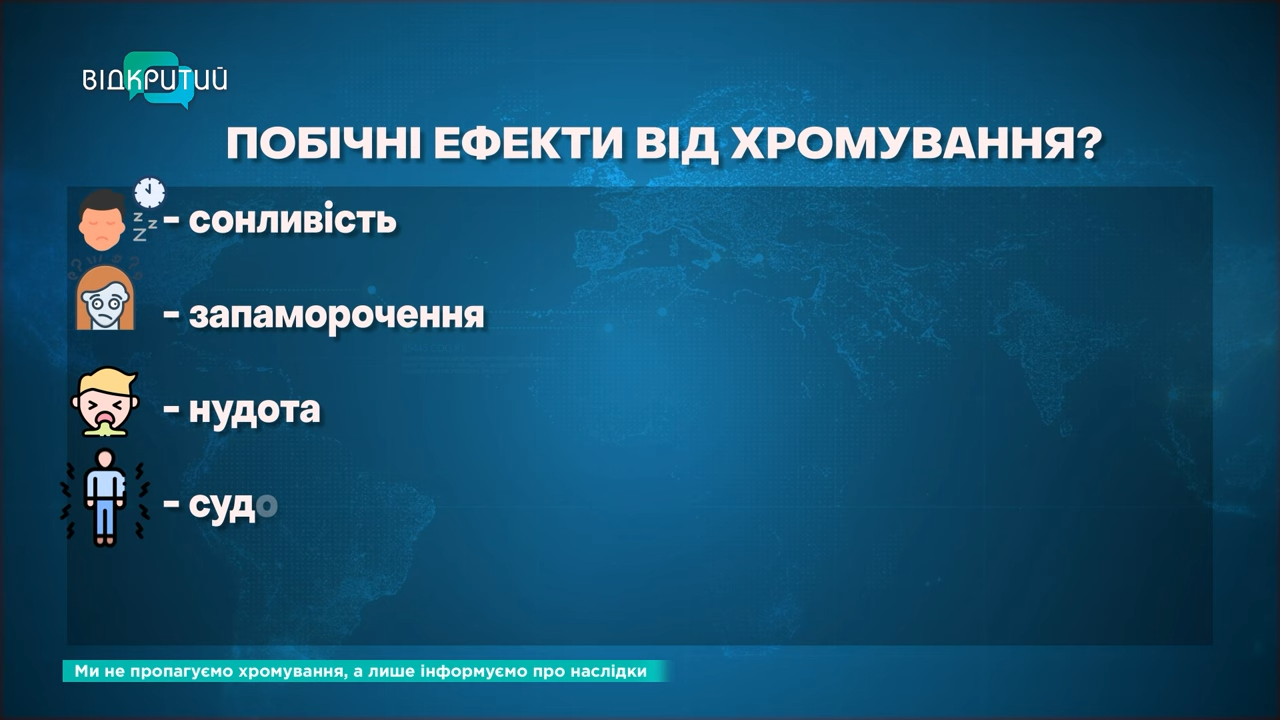 ВІДКРИТИЙ
ПОБІЧНІ ЕФЕКТИ ВІД ХРОМУВАННЯ?
- сонливість
- запаморочення
- нудота
- судо
Ми не пропагуємо хромування, а лише інформуємо про наслідки